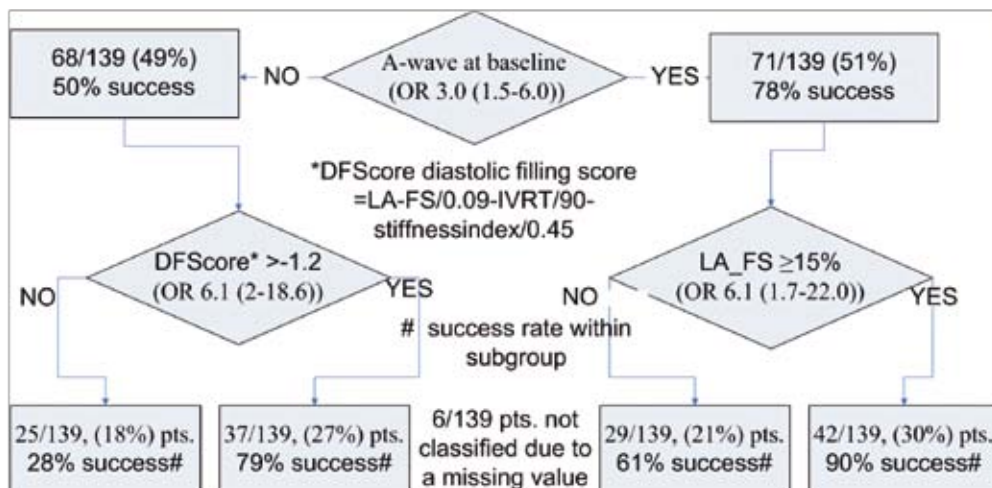 68/139 (49%)
50% success
NO
A-wave at baseline
(OR 3.0 (1.5-6.0))
YES
71/139 (51%)
78% success
*DFScore diastolic filling score
=LA-FS/0.09-IVRT/90-
stiffnessindex/0.45
DFScore* >-1.2
(OR 6.1 (2-18.6))
NO
YES
LA_FS ≥15%
(OR 6.1 (1.7-22.0))
NO
YES
# success rate within
subgroup
25/139, (18%) pts.
28% success#
37/139, (27%) pts.
79% success#
6/139 pts. not
classified due to
a missing value
29/139, (21%) pts.
61% success#
42/139, (30%) pts.
90% success#